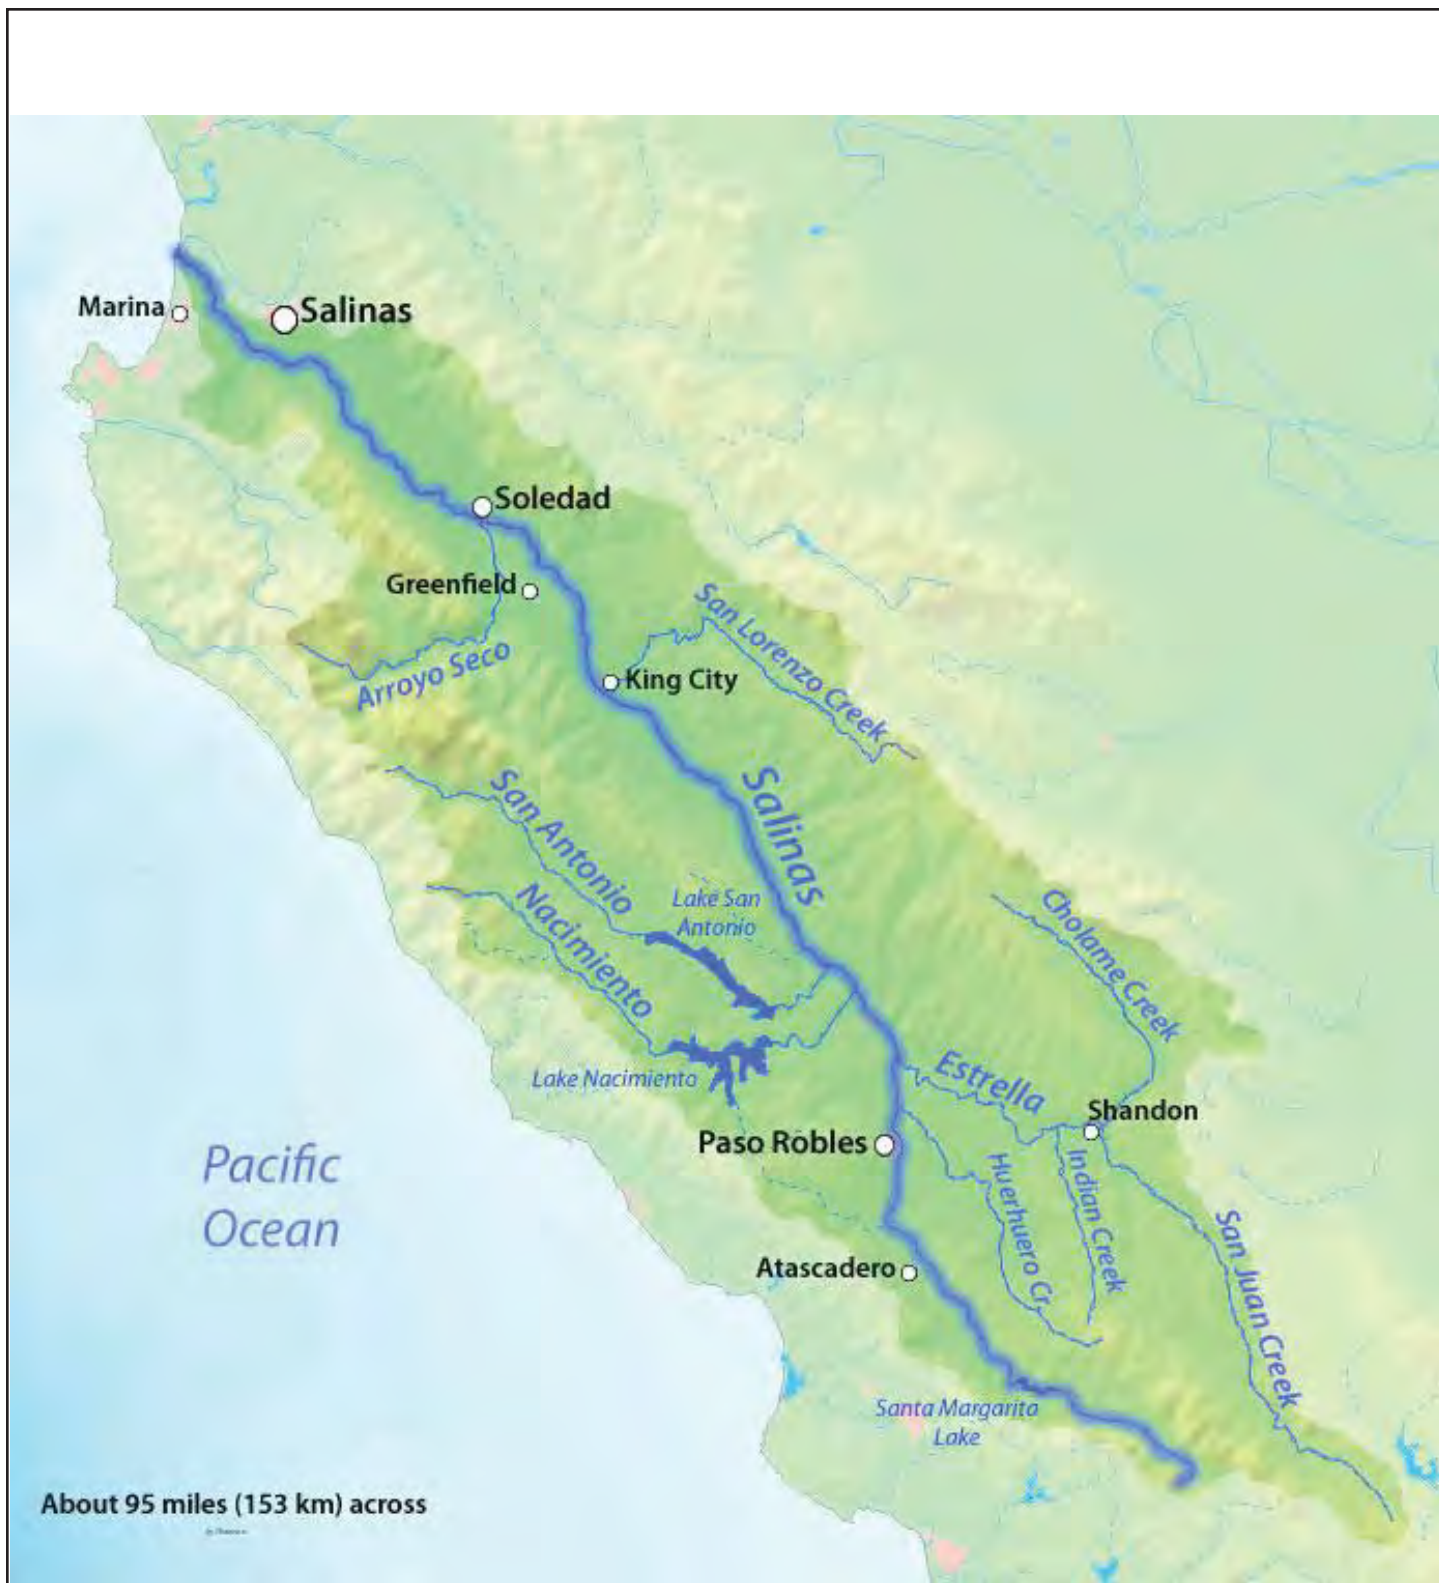 Marina
Salinas
Soledad
Greenfield
San Lorenzo Creek
Arroyo Seco
King City
Salinas
San Antonio
Lake San
Antonio
Nacimiento
Cholame Creek
Lake Nacimiento
Estrella
Shandon
Paso Robles
Pacific
Ocean
Huerhuero Cr.
Indian Creek
San Juan Creek
Atascadero
Santa Margarita
Lake
About 95 miles (153 km) across